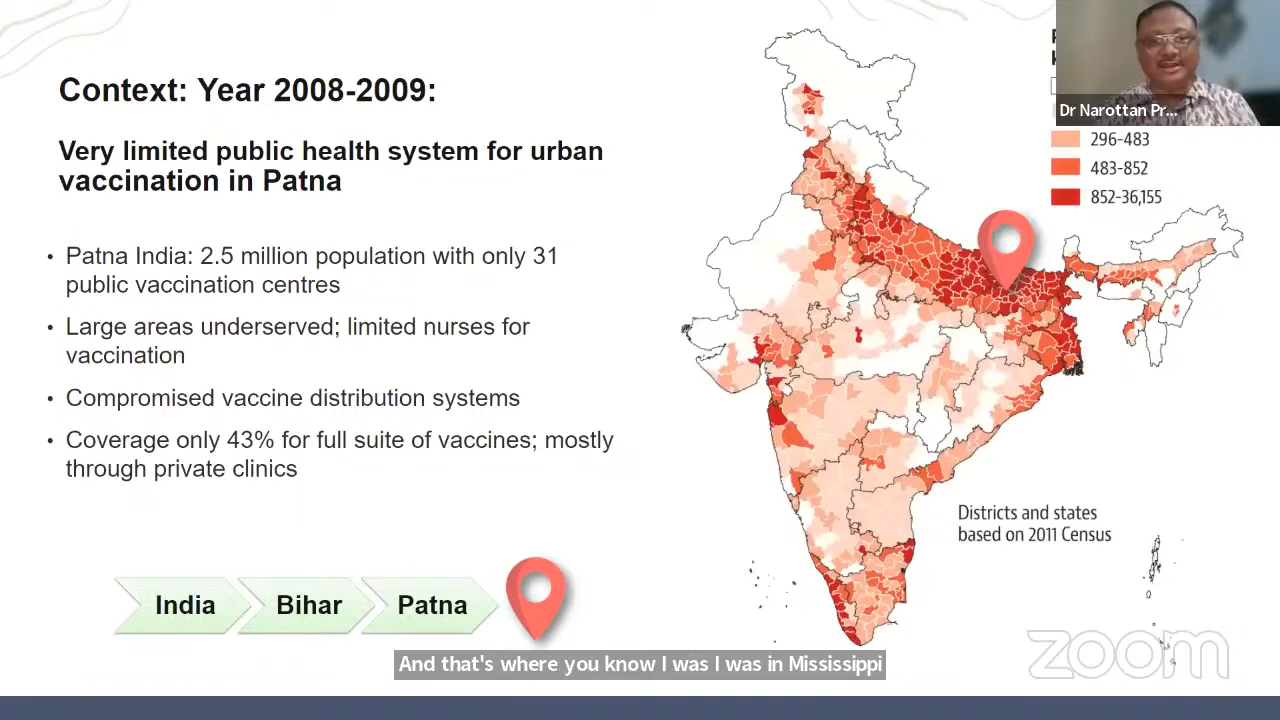 Context: Year 2008-2009:
Very limited public health system for urban
vaccination in Patna
• Patna India: 2.5 million population with only 31
public vaccination centres
• Large areas underserved; limited nurses for
vaccination
• Compromised vaccine distribution systems
• Coverage only 43% for full suite of vaccines; mostly
through private clinics
India
Bihar
Patna
Dr Narottan Pr...
296-483
483-852
852-36,155
Districts and states
based on 2011 Census
And that's where you know I was I was in Mississippi
zoom